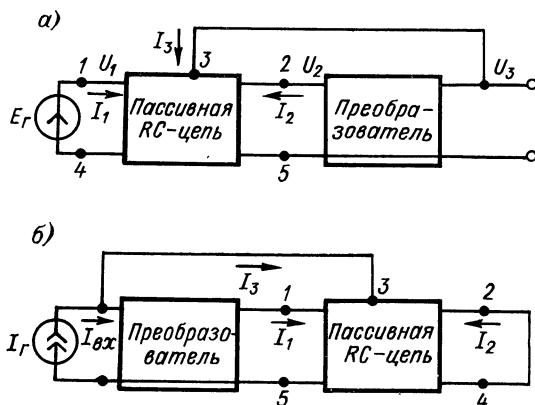 а)
I₃
3
1 U₁
2 U₂
U₃
I₁
I₂
Eг
Пассивная
RC-цепь
Преобра-
зователь
4
5
б)
I₃
3
1
2
Iг
Iвх
Преобразо-
ватель
I₁
Пассивная
RC-цепь
I₂
5
4